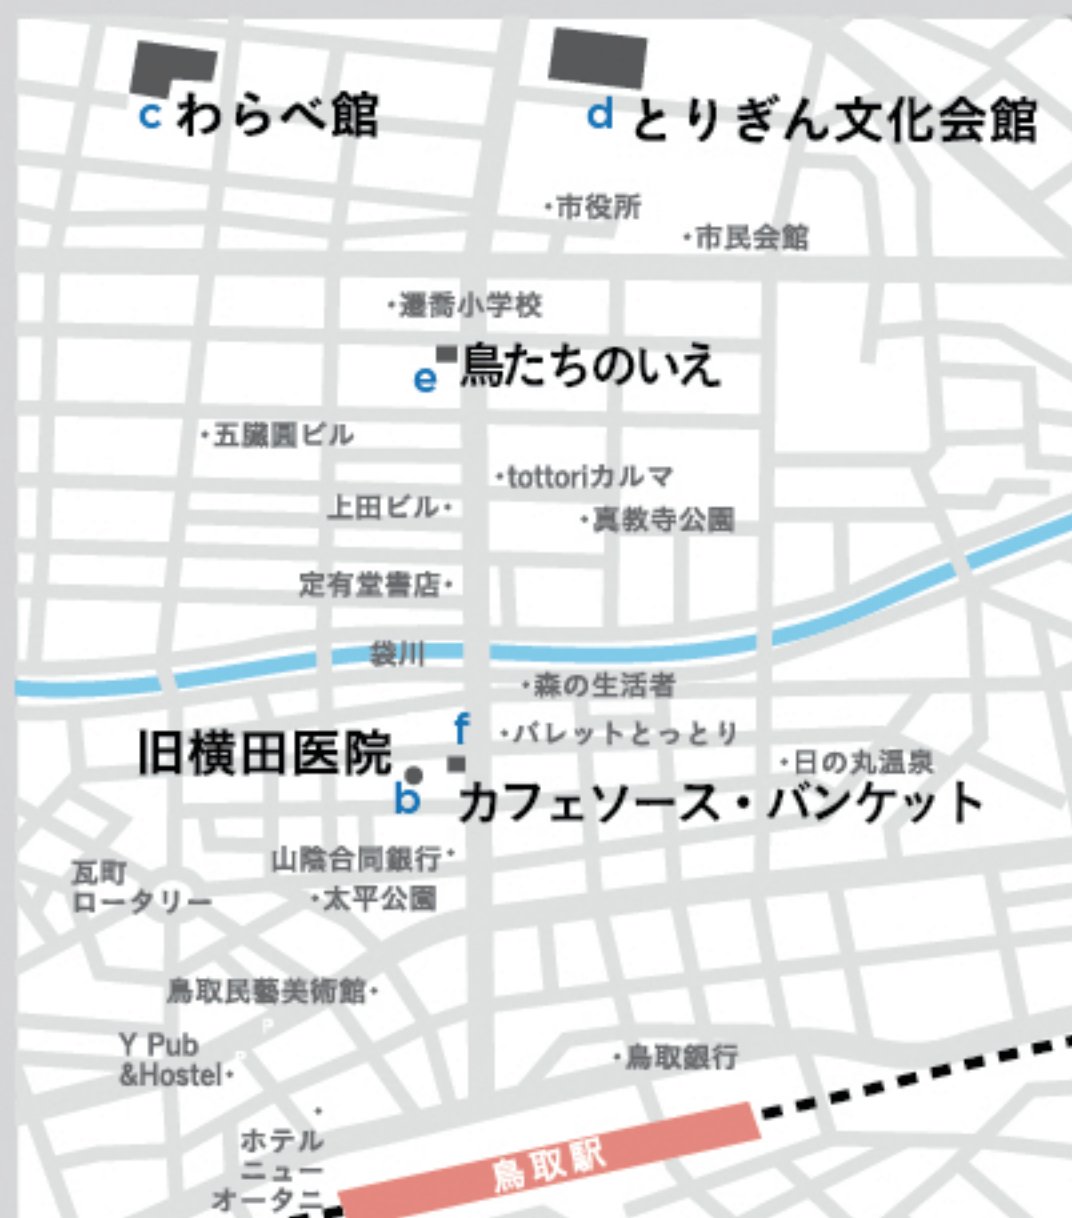 c わらべ館
d とりぎん文化会館
・市役所
・市民会館
・遷喬小学校
e 鳥たちのいえ
・五臓圓ビル
・tottoriカルマ
上田ビル・
・真教寺公園
定有堂書店・
袋川
・森の生活者
f
・パレットとっとり
旧横田医院
b
・日の丸温泉
カフェソース・バンケット
山陰合同銀行・
瓦町
ロータリー
・太平公園
鳥取民藝美術館・
P
Y Pub
&Hostel・
P
・鳥取銀行
・
ホテル
ニュー
オータニ
鳥取駅